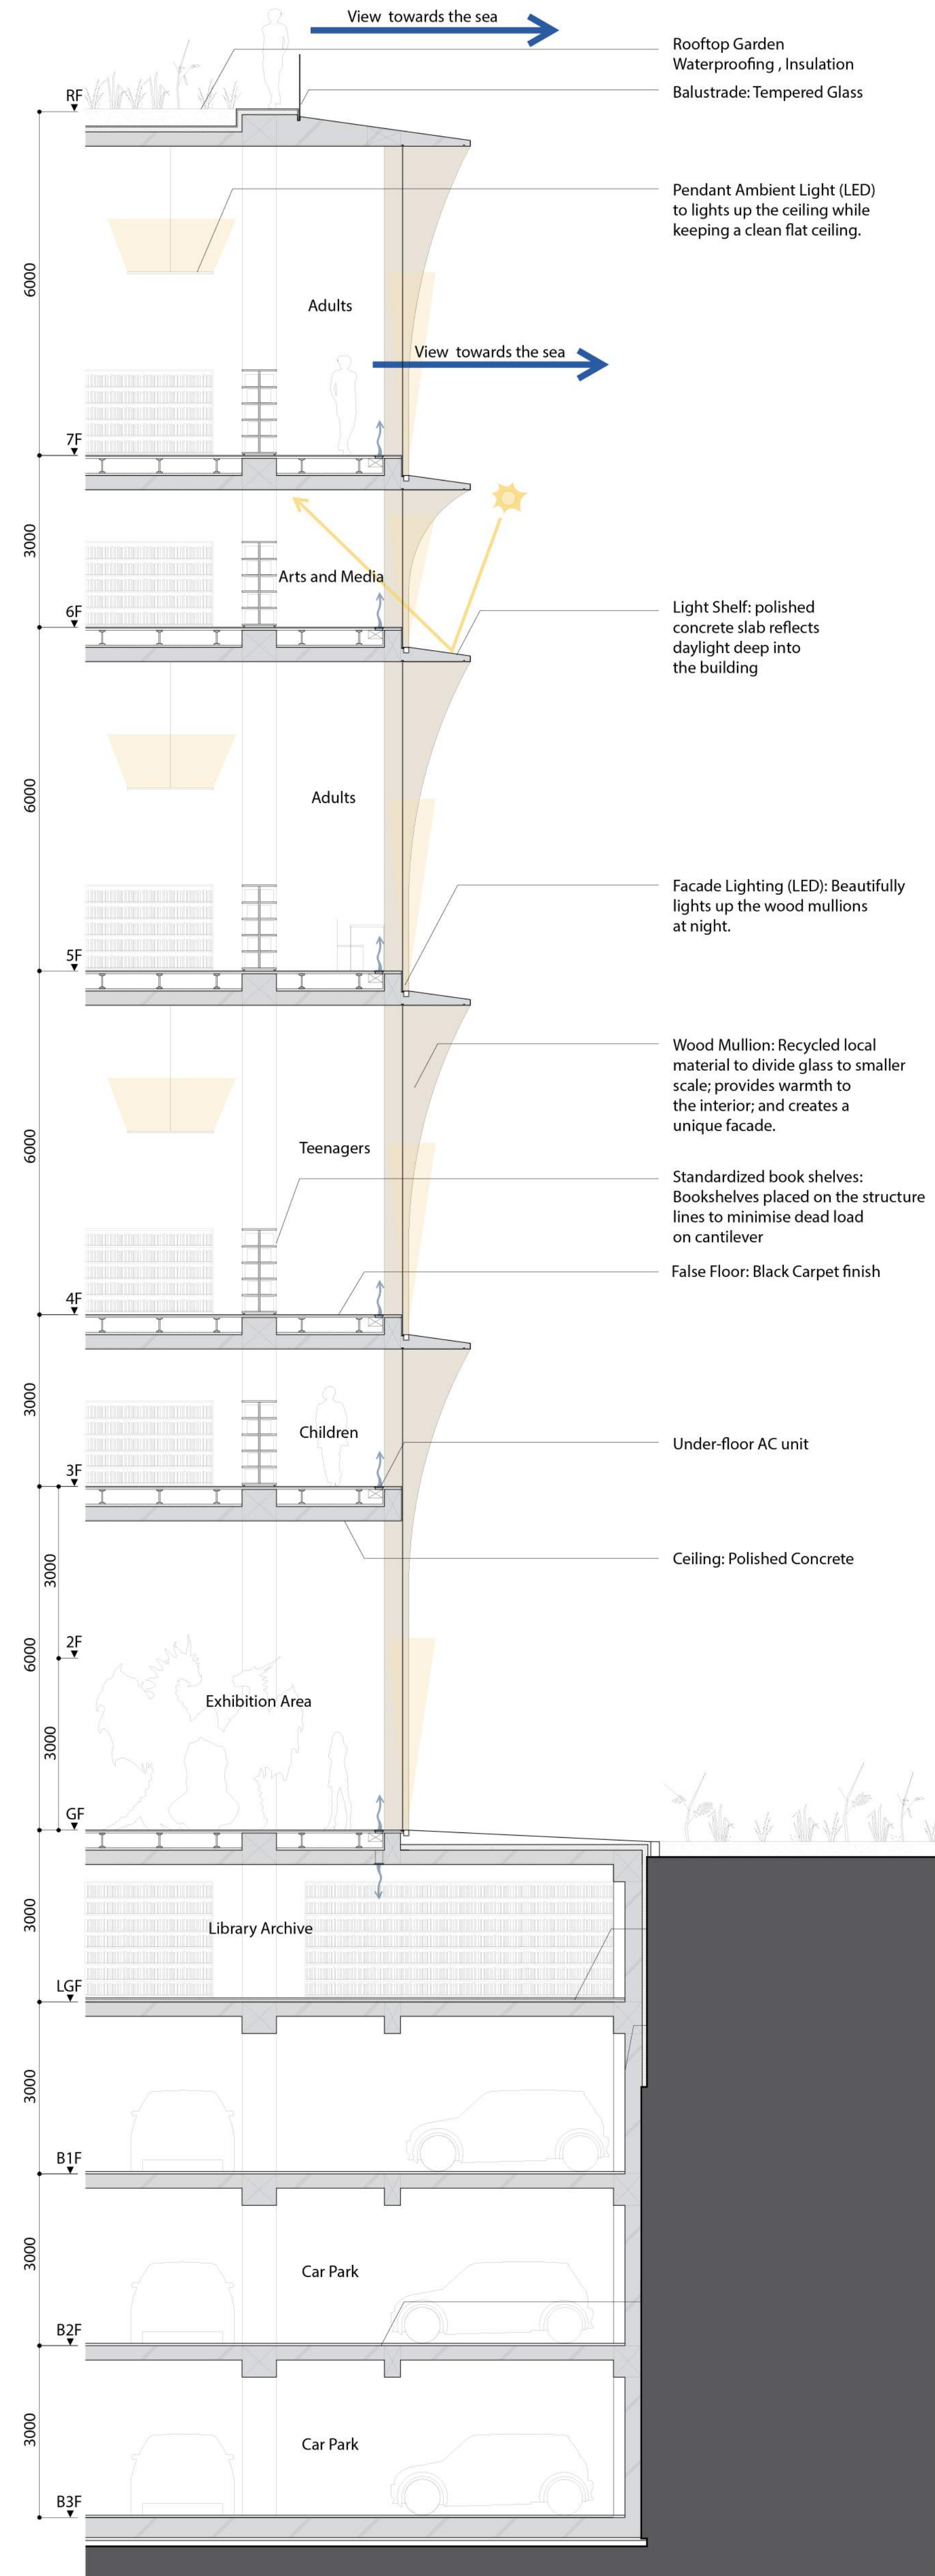 View  towards the sea
Rooftop Garden
Waterproofing , Insulation
RF
Balustrade: Tempered Glass
Pendant Ambient Light (LED)
to lights up the ceiling while
keeping a clean flat ceiling.
6000
Adults
View  towards the sea
7F
3000
Arts and Media
6F
Light Shelf: polished
concrete slab reflects
daylight deep into
the building
6000
Adults
Facade Lighting (LED): Beautifully
lights up the wood mullions
at night.
5F
Wood Mullion: Recycled local
material to divide glass to smaller
scale; provides warmth to
the interior; and creates a
unique facade.
6000
Teenagers
Standardized book shelves:
Bookshelves placed on the structure
lines to minimise dead load
on cantilever
False Floor: Black Carpet finish
4F
3000
Children
Under-floor AC unit
3F
Ceiling: Polished Concrete
3000
2F
6000
Exhibition Area
3000
GF
3000
Library Archive
LGF
3000
B1F
3000
Car Park
B2F
3000
Car Park
B3F